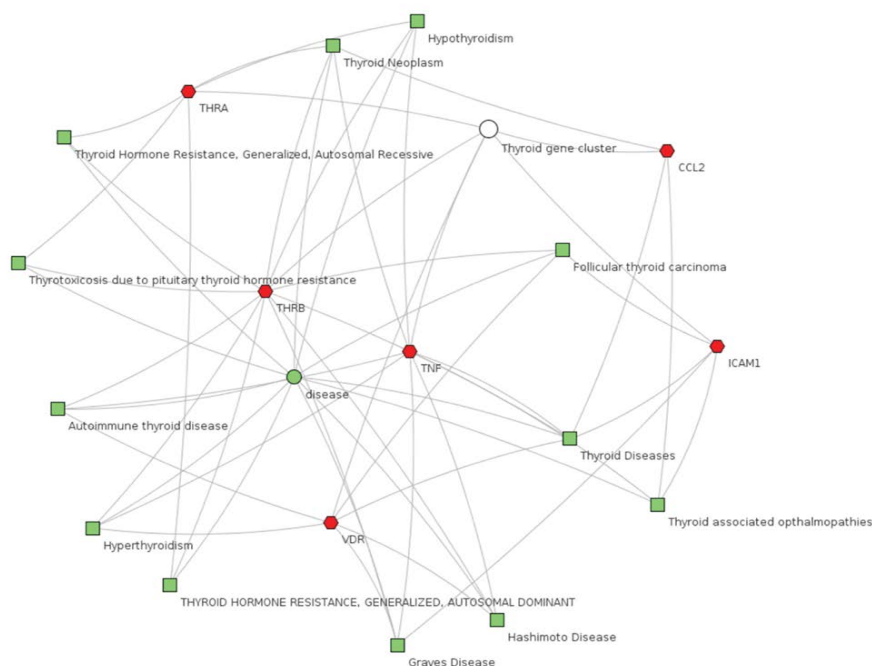 Hypothyroidism
Thyroid Neoplasm
THRA
Thyroid gene cluster
Thyroid Hormone Resistance, Generalized, Autosomal Recessive
CCL2
Follicular thyroid carcinoma
Thyrotoxicosis due to pituitary thyroid hormone resistance
THRB
ICAM1
TNF
disease
Autoimmune thyroid disease
Thyroid Diseases
Thyroid associated opthalmopathies
VDR
Hyperthyroidism
THYROID HORMONE RESISTANCE, GENERALIZED, AUTOSOMAL DOMINANT
Hashimoto Disease
Graves Disease